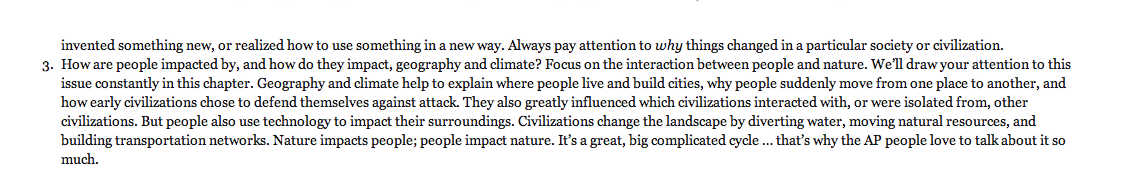 invented something new, or realized how to use something in a new way. Always pay attention to why things changed in a particular society or civilization.
3. How are people impacted by, and how do they impact, geography and climate? Focus on the interaction between people and nature. We’ll draw your attention to this
issue constantly in this chapter. Geography and climate help to explain where people live and build cities, why people suddenly move from one place to another, and
how early civilizations chose to defend themselves against attack. They also greatly influenced which civilizations interacted with, or were isolated from, other
civilizations. But people also use technology to impact their surroundings. Civilizations change the landscape by diverting water, moving natural resources, and
building transportation networks. Nature impacts people; people impact nature. It’s a great, big complicated cycle ... that’s why the AP people love to talk about it so
much.